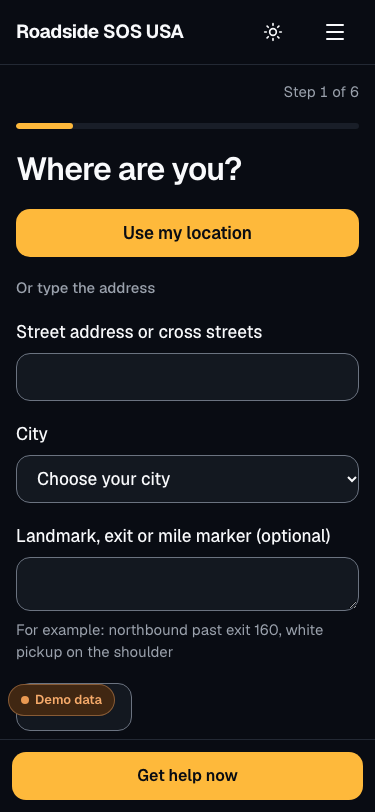 Roadside SOS USA
Step 1 of 6
Where are you?
Use my location
Or type the address
Street address or cross streets
City
Choose your city
Landmark, exit or mile marker (optional)
For example: northbound past exit 160, white
pickup on the shoulder
Demo data
Get help now